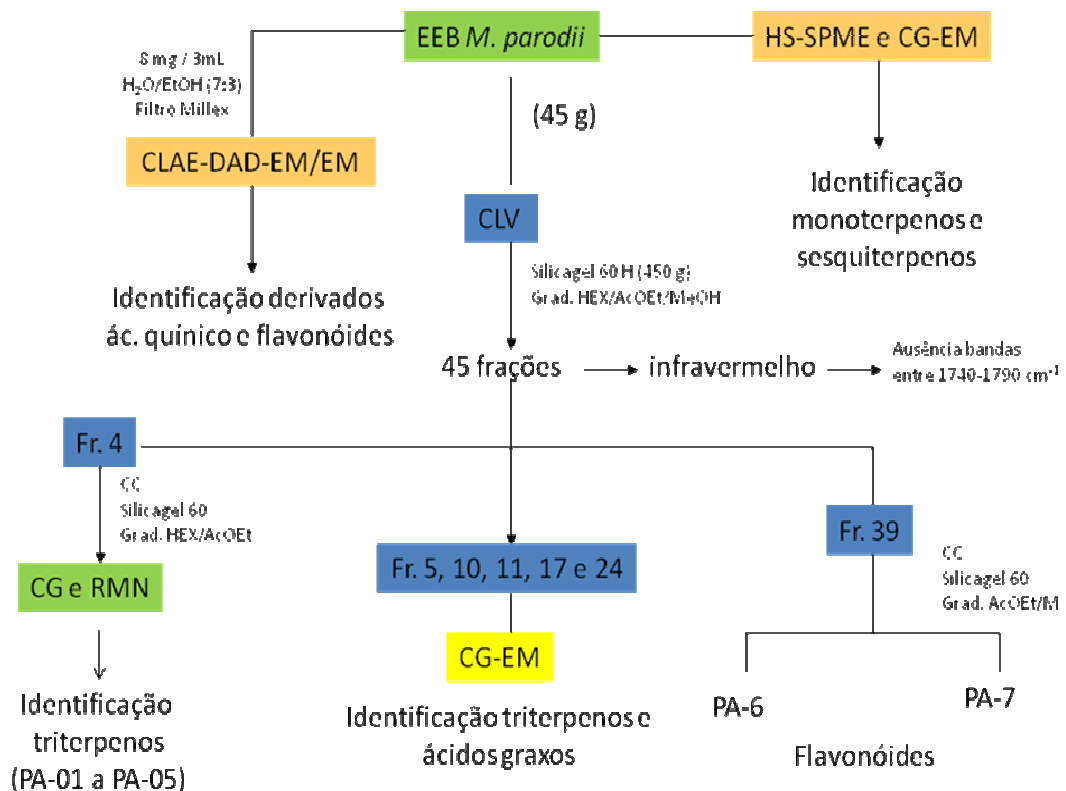 EEB M. parodii
HS-SPME e CG-EM
8 mg / 3mL
H₂O/EtOH (7:3)
Filtro Millex
(45 g)
CLAE-DAD-EM/EM
Identificação
monoterpenos e
sesquiterpenos
CLV
Silicagel 60 H (450 g)
Grad. HEX/AcOEt/MeOH
Identificação derivados
ác. quínico e flavonóides
45 frações
infravermelho
Ausência bandas
entre 1740-1790 cm⁻¹
Fr. 4
CC
Silicagel 60
Grad. HEX/AcOEt
Fr. 39
CC
Silicagel 60
Grad. AcOEt/M
Fr. 5, 10, 11, 17 e 24
CG e RMN
CG-EM
Identificação
triterpenos
(PA-01 a PA-05)
Identificação triterpenos e
ácidos graxos
PA-6
PA-7
Flavonóides